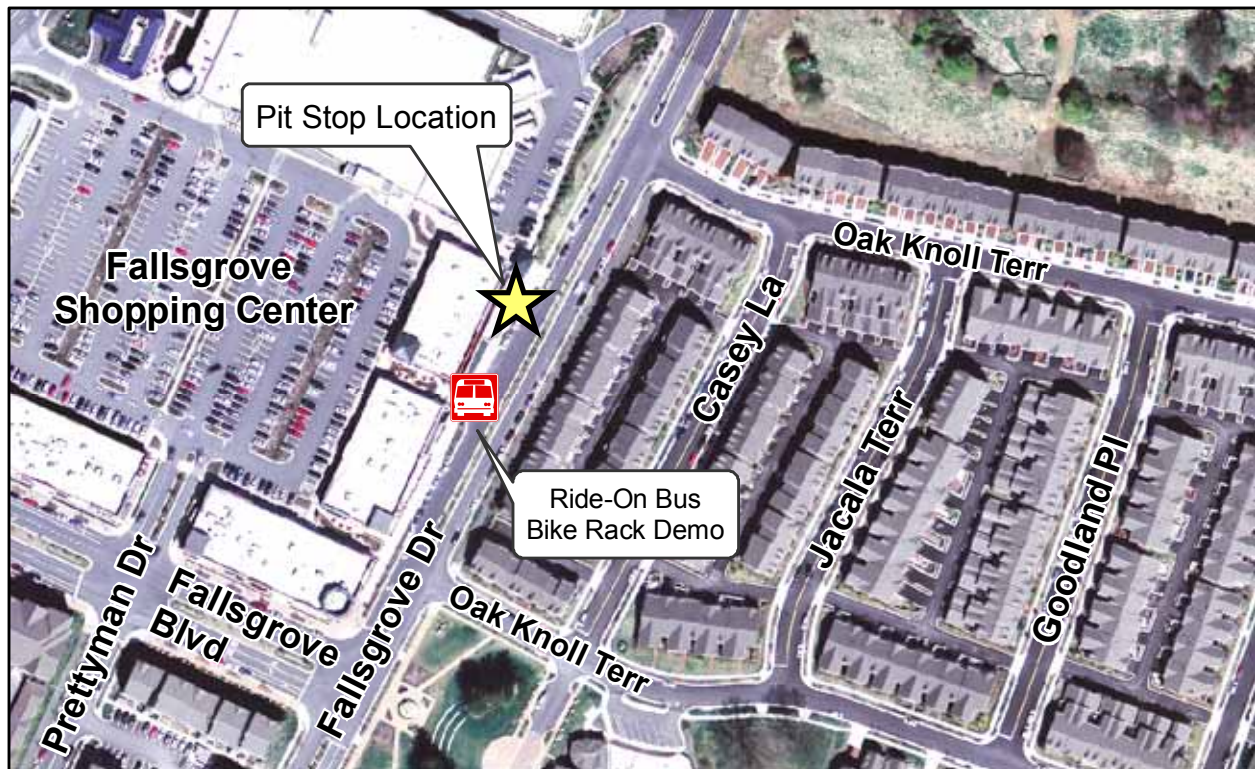 Pit Stop Location
Fallsgrove
Shopping Center
Oak Knoll Terr
Casey La
Jacala Terr
Goodland Pl
Ride-On Bus
Bike Rack Demo
Prettyman Dr
Fallsgrove
Blvd
Fallsgrove Dr
Oak Knoll Terr